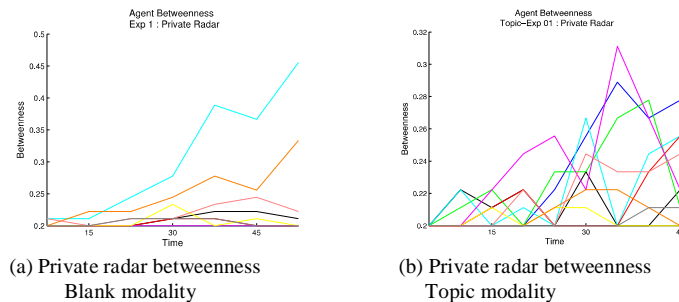 Agent Betweenness
Exp 1 : Private Radar
0.5
0.45
0.4
0.35
0.3
0.25
0.2
Betweenness
15
30
45
Time
(a) Private radar betweenness
Blank modality
Agent Betweenness
Topic-Exp 01 : Private Radar
0.32
0.3
0.28
0.26
0.24
0.22
0.2
Betweenness
15
30
Time
(b) Private radar betweenness
Topic modality